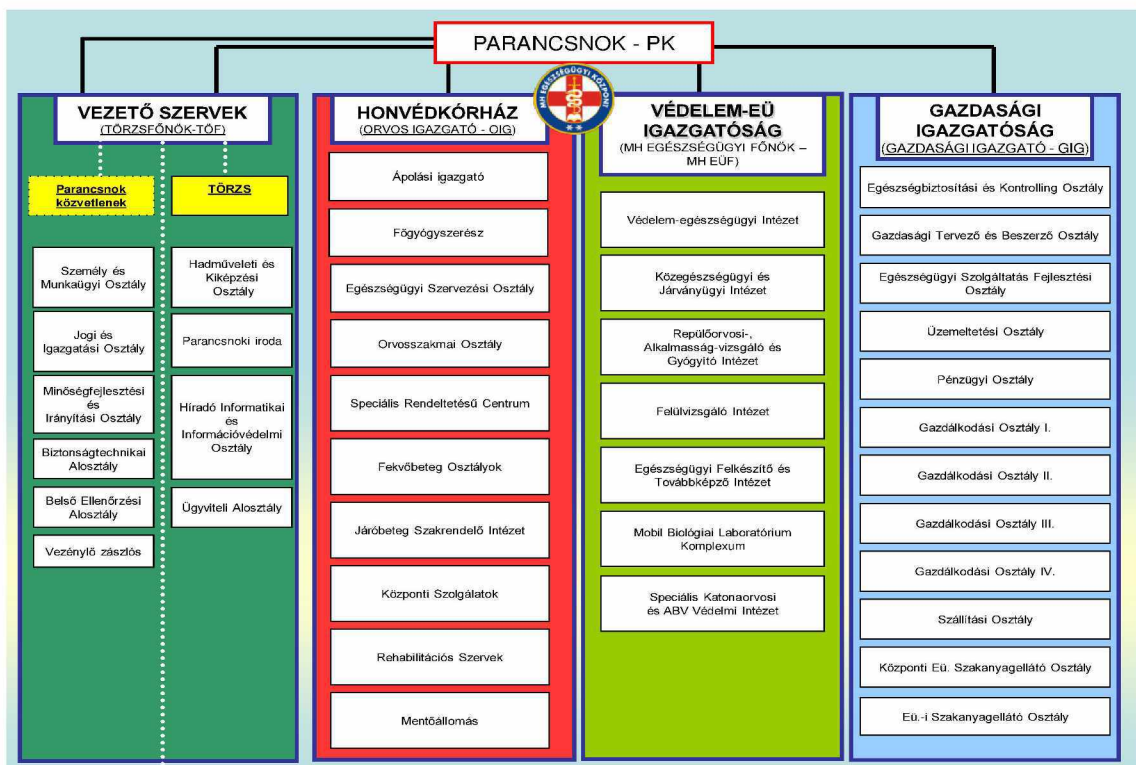 PARANCSNOK - PK
MH EGÉSZSÉGÜGYI KÖZPONT
VEZETŐ SZERVEK
(TÖRZSFŐNÖK-TÖF)
Parancsnok
közvetlenek
Személy és
Munkaügyi Osztály
Jogi és
Igazgatási Osztály
Minőségfejlesztési
és
Irányítási Osztály
Biztonságtechnikai
Alosztály
Belső Ellenőrzési
Alosztály
Vezénylő zászlós
TÖRZS
Hadműveleti és
Kiképzési
Osztály
Parancsnoki iroda
Híradó Informatikai
és
Információvédelmi
Osztály
Ügyviteli Alosztály
HONVÉDKÓRHÁZ
(ORVOS IGAZGATÓ - OIG)
Ápolási igazgató
Főgyógyszerész
Egészségügyi Szervezési Osztály
Orvosszakmai Osztály
Speciális Rendeltetésű Centrum
Fekvőbeteg Osztályok
Járóbeteg Szakrendelő Intézet
Központi Szolgálatok
Rehabilitációs Szervek
Mentőállomás
VÉDELEM-EÜ
IGAZGATÓSÁG
(MH EGÉSZSÉGÜGYI FŐNÖK –
MH EÜF)
Védelem-egészségügyi Intézet
Közegészségügyi és
Járványügyi Intézet
Repülőorvosi-,
Alkalmasság-vizsgáló és
Gyógyító Intézet
Felülvizsgáló Intézet
Egészségügyi Felkészítő és
Továbbképző Intézet
Mobil Biológiai Laboratórium
Komplexum
Speciális Katonaorvosi
és ABV Védelmi Intézet
GAZDASÁGI
IGAZGATÓSÁG
(GAZDASÁGI IGAZGATÓ - GIG)
Egészségbiztosítási és Kontrolling Osztály
Gazdasági Tervező és Beszerző Osztály
Egészségügyi Szolgáltatás Fejlesztési
Osztály
Üzemeltetési Osztály
Pénzügyi Osztály
Gazdálkodási Osztály I.
Gazdálkodási Osztály II.
Gazdálkodási Osztály III.
Gazdálkodási Osztály IV.
Szállítási Osztály
Központi Eü. Szakanyagellátó Osztály
Eü.-i Szakanyagellátó Osztály